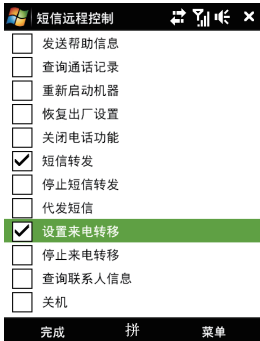 短信远程控制
发送帮助信息
查询通话记录
重新启动机器
恢复出厂设置
关闭电话功能
短信转发
停止短信转发
代发短信
设置来电转移
停止来电转移
查询联系人信息
关机
完成 拼 菜单